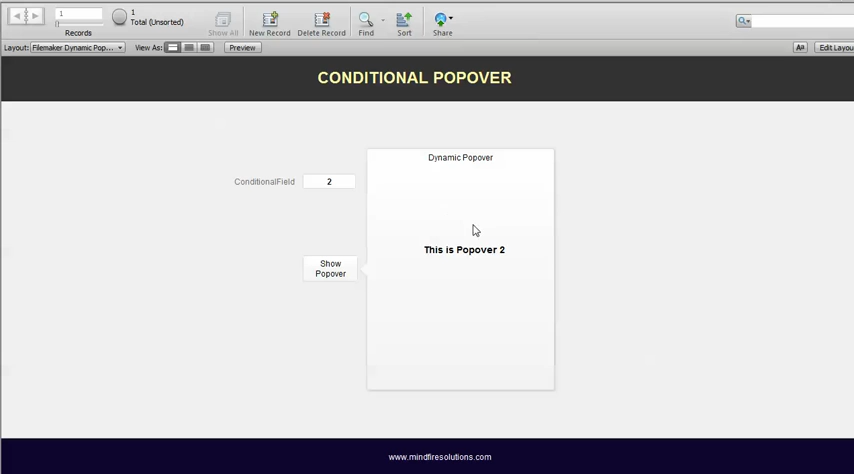 1
1
Total (Unsorted)
Records
Show All
New Record
Delete Record
Find
Sort
Share
Layout:
Filemaker Dynamic Pop...
View As:
Preview
Aa
Edit Layou
CONDITIONAL POPOVER
Dynamic Popover
ConditionalField
2
This is Popover 2
Show
Popover
www.mindfiresolutions.com